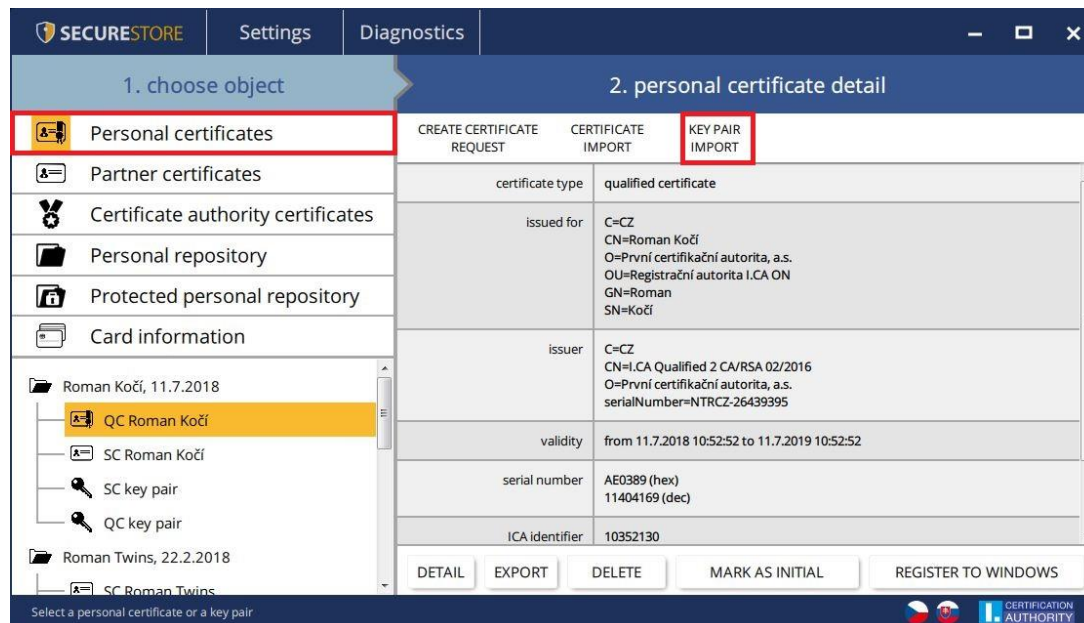 SECURESTORE
Settings
Diagnostics
1. choose object
2. personal certificate detail
Personal certificates
Partner certificates
Certificate authority certificates
Personal repository
Protected personal repository
Card information
Roman Kočí, 11.7.2018
QC Roman Kočí
SC Roman Kočí
SC key pair
QC key pair
Roman Twins, 22.2.2018
SC Roman Twins
CREATE CERTIFICATE
REQUEST
CERTIFICATE
IMPORT
KEY PAIR
IMPORT
certificate type
qualified certificate
issued for
C=CZ
CN=Roman Kočí
O=První certifikační autorita, a.s.
OU=Registrační autorita I.CA ON
GN=Roman
SN=Kočí
issuer
C=CZ
CN=I.CA Qualified 2 CA/RSA 02/2016
O=První certifikační autorita, a.s.
serialNumber=NTRCZ-26439395
validity
from 11.7.2018 10:52:52 to 11.7.2019 10:52:52
serial number
AE0389 (hex)
11404169 (dec)
ICA identifier
10352130
DETAIL
EXPORT
DELETE
MARK AS INITIAL
REGISTER TO WINDOWS
Select a personal certificate or a key pair
CERTIFICATION
AUTHORITY